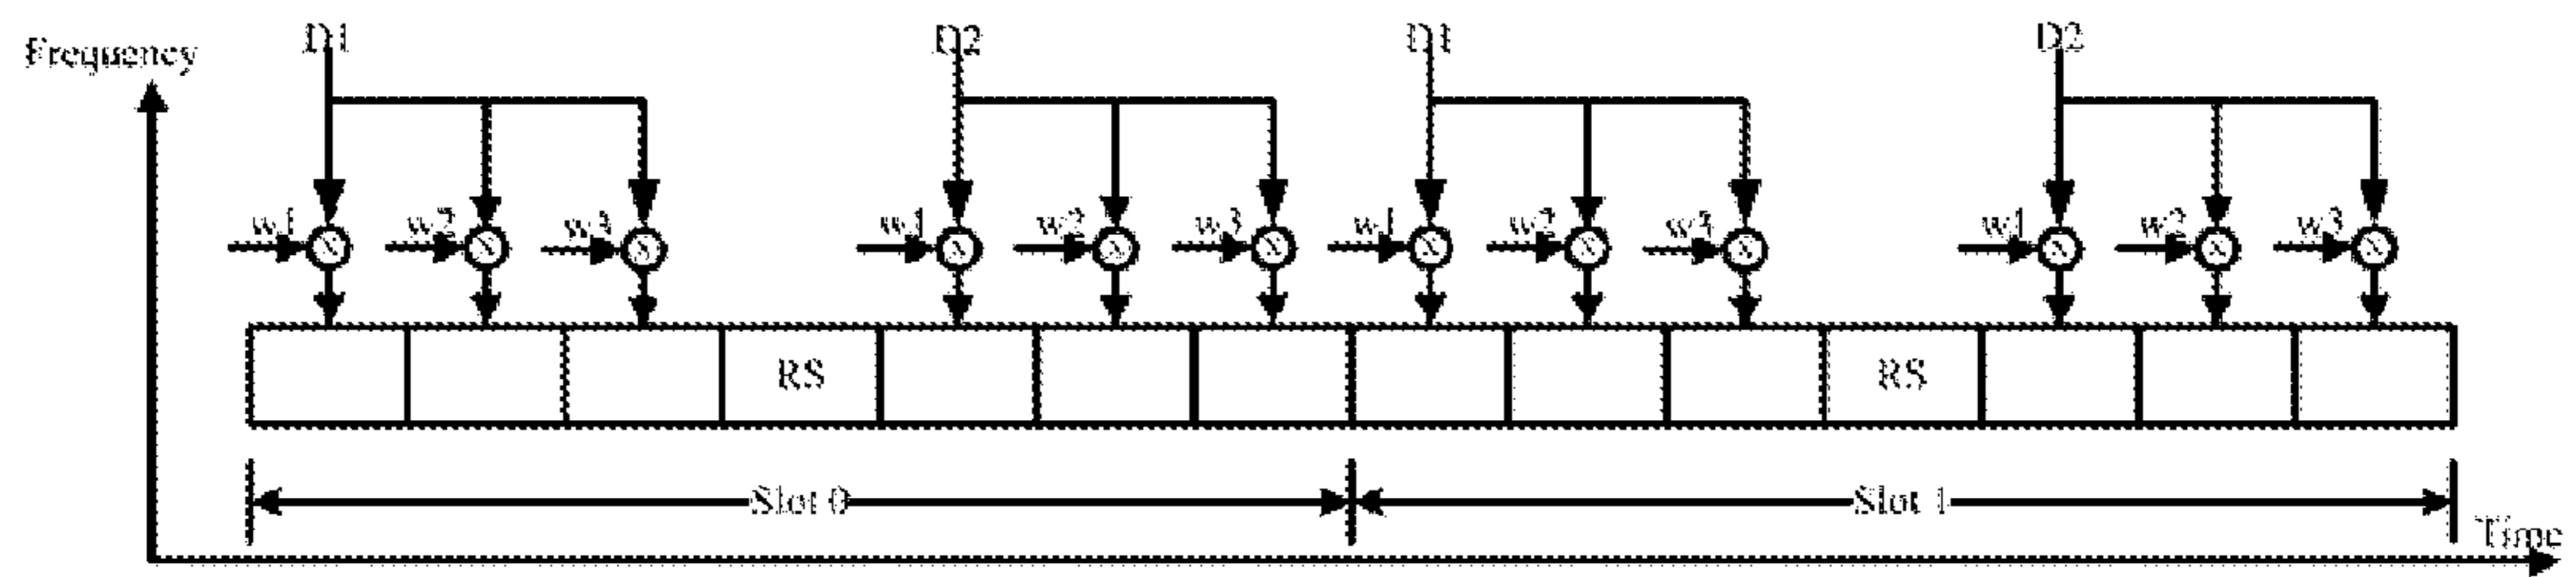 Frequency
D1 D2 D1 D2
w1 w2 w3 w1 w2 w3 w1 w2 w3 w1 w2 w3
x x x x x x x x x x x x
RS RS
Slot 0 Slot 1
Time